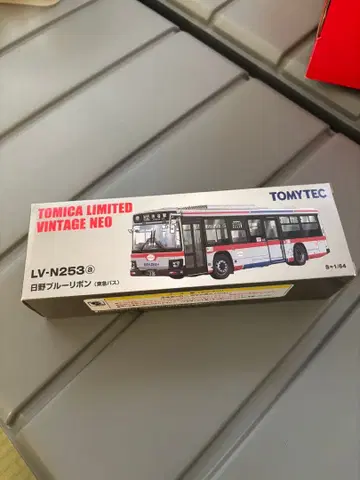 TOMICA LIMITED
VINTAGE NEO
TOMYTEC
LV-N253ⓐ
日野ブルーリボン (東急バス)
S=1/64